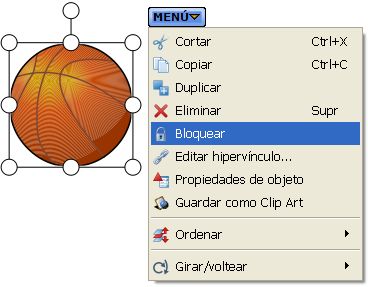 MENÚ
Cortar Ctrl+X
Copiar Ctrl+C
Duplicar
Eliminar Supr
Bloquear
Editar hipervínculo...
Propiedades de objeto
Guardar como Clip Art
Ordenar
Girar/voltear